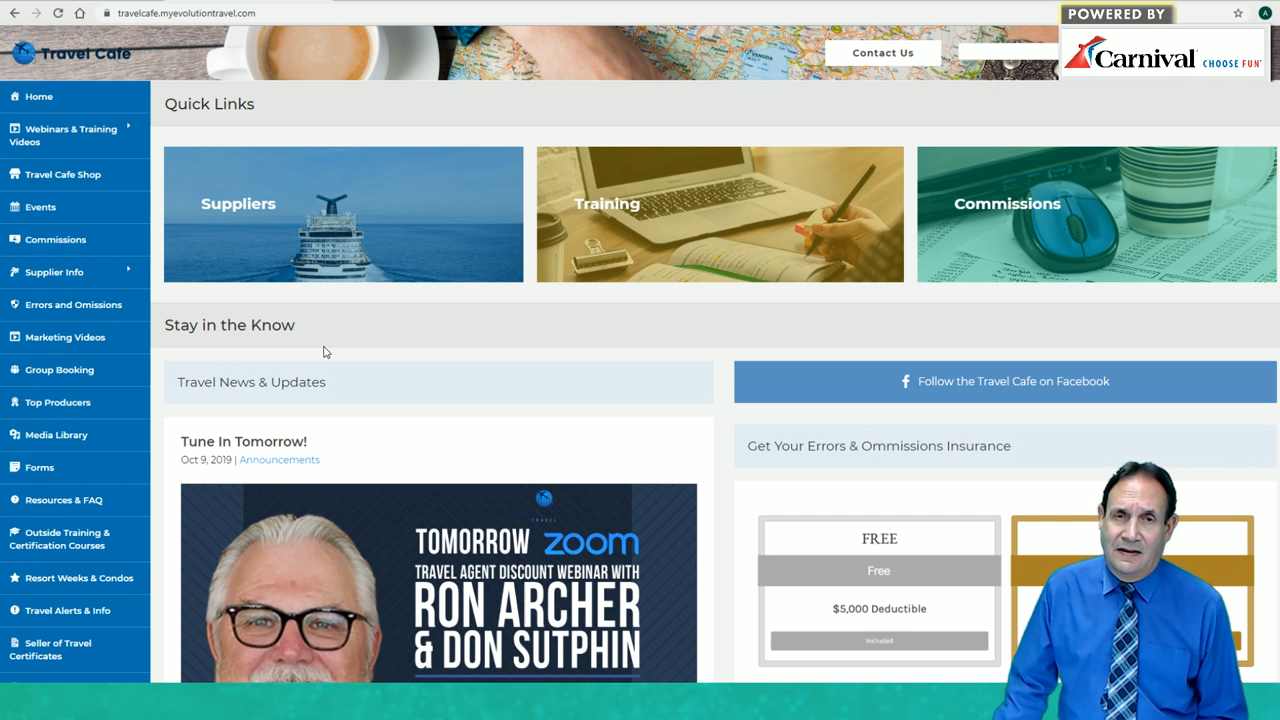 travelcafe.myevolutiontravel.com
A
POWERED BY
Carnival CHOOSE FUN
Travel Cafe
Contact Us
Home
Webinars & Training
Videos
Travel Cafe Shop
Events
Commissions
Supplier Info
Errors and Omissions
Marketing Videos
Group Booking
Top Producers
Media Library
Forms
Resources & FAQ
Outside Training &
Certification Courses
Resort Weeks & Condos
Travel Alerts & Info
Seller of Travel
Certificates
Quick Links
Suppliers
Training
Commissions
Stay in the Know
Travel News & Updates
Tune In Tomorrow!
Oct 9, 2019 | Announcements
TRAVEL
TOMORROW zoom
TRAVEL AGENT DISCOUNT WEBINAR WITH
RON ARCHER
& DON SUTPHIN
Follow the Travel Cafe on Facebook
Get Your Errors & Ommissions Insurance
FREE
Free
$5,000 Deductible
Included